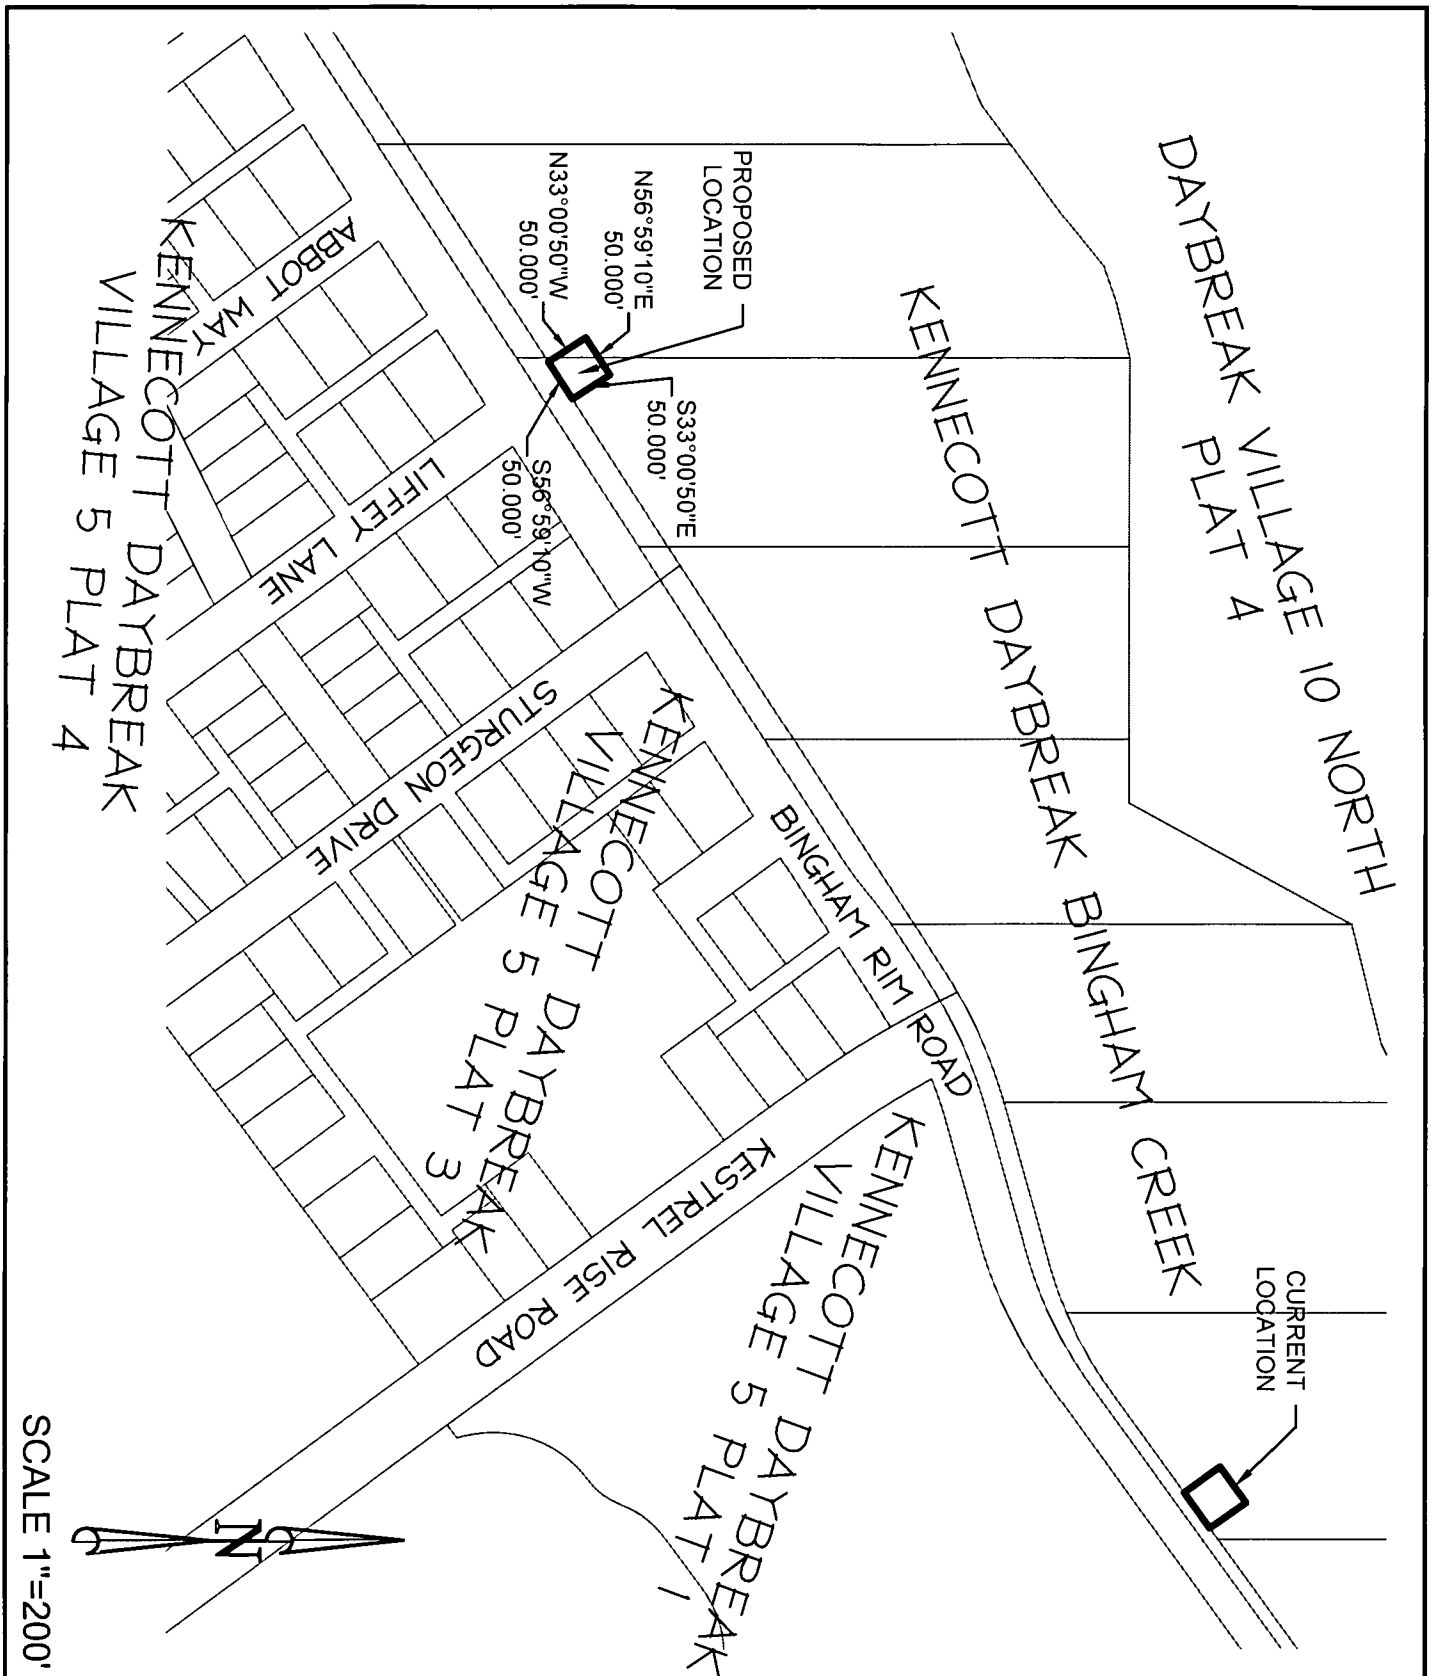 DAYBREAK VILLAGE 10 NORTH
PLAT 4
KENNECOTT DAYBREAK BINGHAM CREEK
CURRENT
LOCATION
PROPOSED
LOCATION
N56°59'10"E
50.000'
N33°00'50"W
50.000'
S33°00'50"E
50.000'
S56°59'10"W
50.000'
BINGHAM RIM ROAD
ABBOT WAY
LIFFEY LANE
STURGEON DRIVE
KESTREL RISE ROAD
KENNECOTT DAYBREAK
VILLAGE 5 PLAT 4
KENNECOTT DAYBREAK
VILLAGE 5 PLAT 3
KENNECOTT DAYBREAK
VILLAGE 5 PLAT 1
N
SCALE 1"=200'